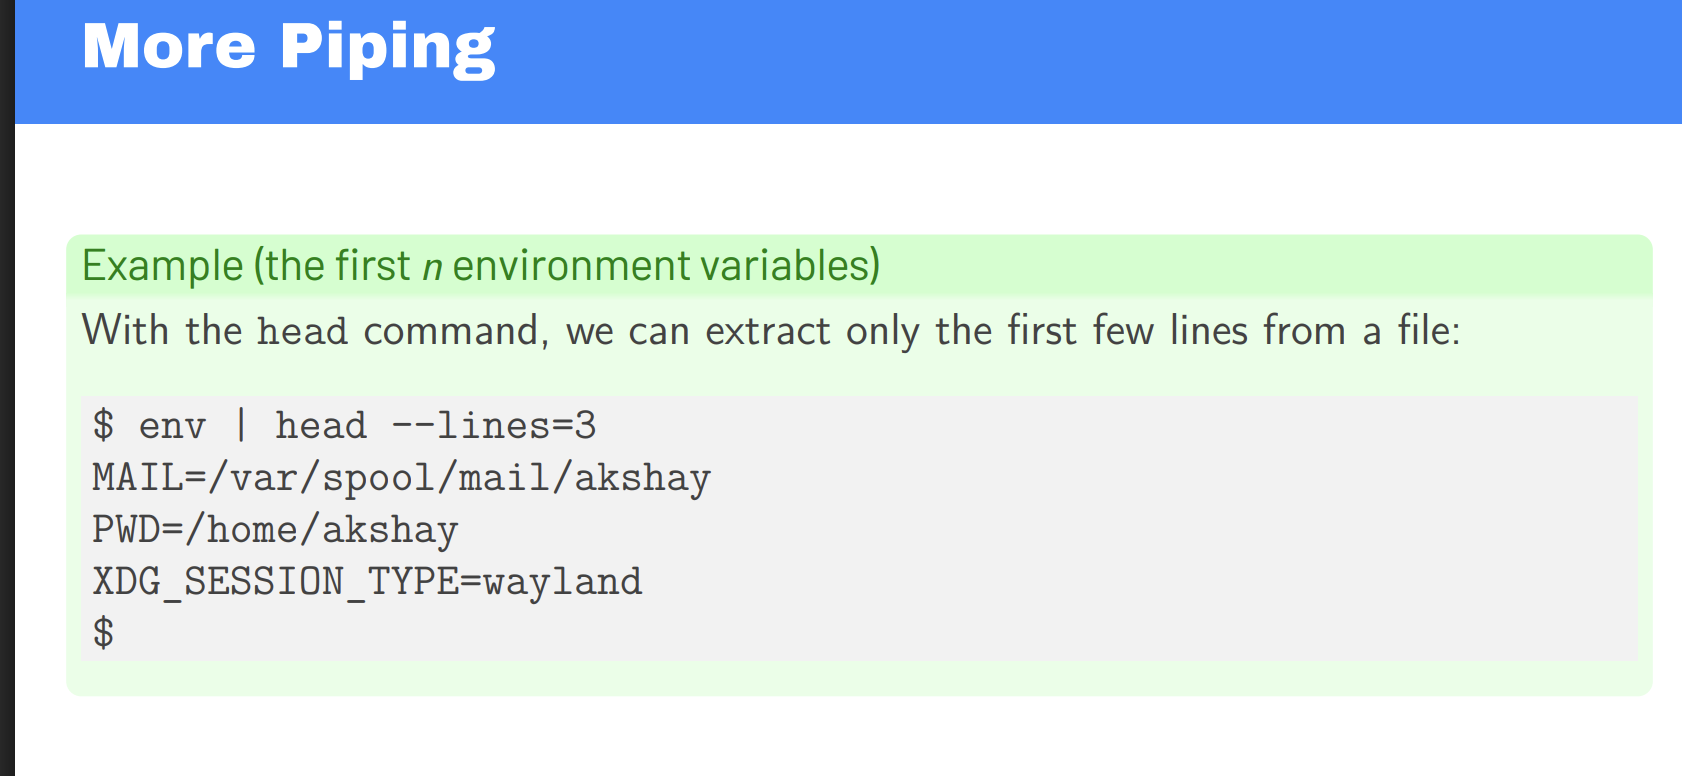 More Piping
Example (the first n environment variables)
With the head command, we can extract only the first few lines from a file:
$ env | head --lines=3
MAIL=/var/spool/mail/akshay
PWD=/home/akshay
XDG_SESSION_TYPE=wayland
$